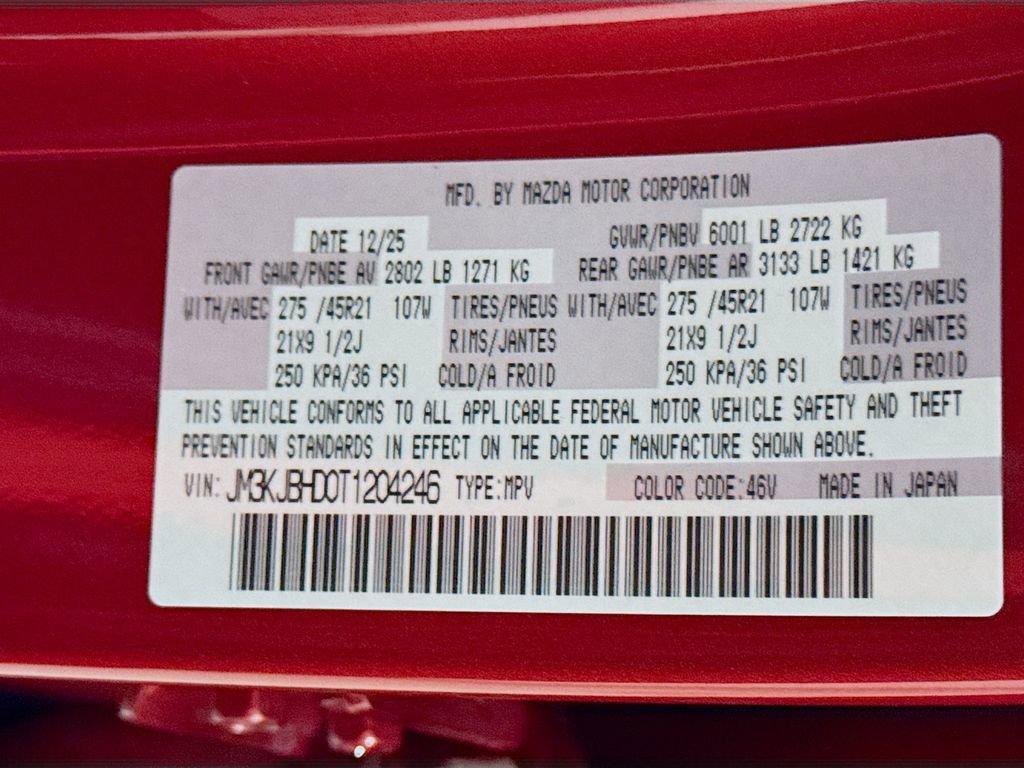 MFD. BY MAZDA MOTOR CORPORATION
DATE 12/25 GVWR/PNBV 6001 LB 2722 KG
FRONT GAWR/PNBE AV 2802 LB 1271 KG REAR GAWR/PNBE AR 3133 LB 1421 KG
WITH/AVEC 275 /45R21 107W TIRES/PNEUS WITH/AVEC 275 /45R21 107W TIRES/PNEUS
21X9 1/2J RIMS/JANTES 21X9 1/2J RIMS/JANTES
250 KPA/36 PSI COLD/A FROID 250 KPA/36 PSI COLD/A FROID
THIS VEHICLE CONFORMS TO ALL APPLICABLE FEDERAL MOTOR VEHICLE SAFETY AND THEFT
PREVENTION STANDARDS IN EFFECT ON THE DATE OF MANUFACTURE SHOWN ABOVE.
VIN: JM3KJBHD0T1204246 TYPE:MPV COLOR CODE:46V MADE IN JAPAN